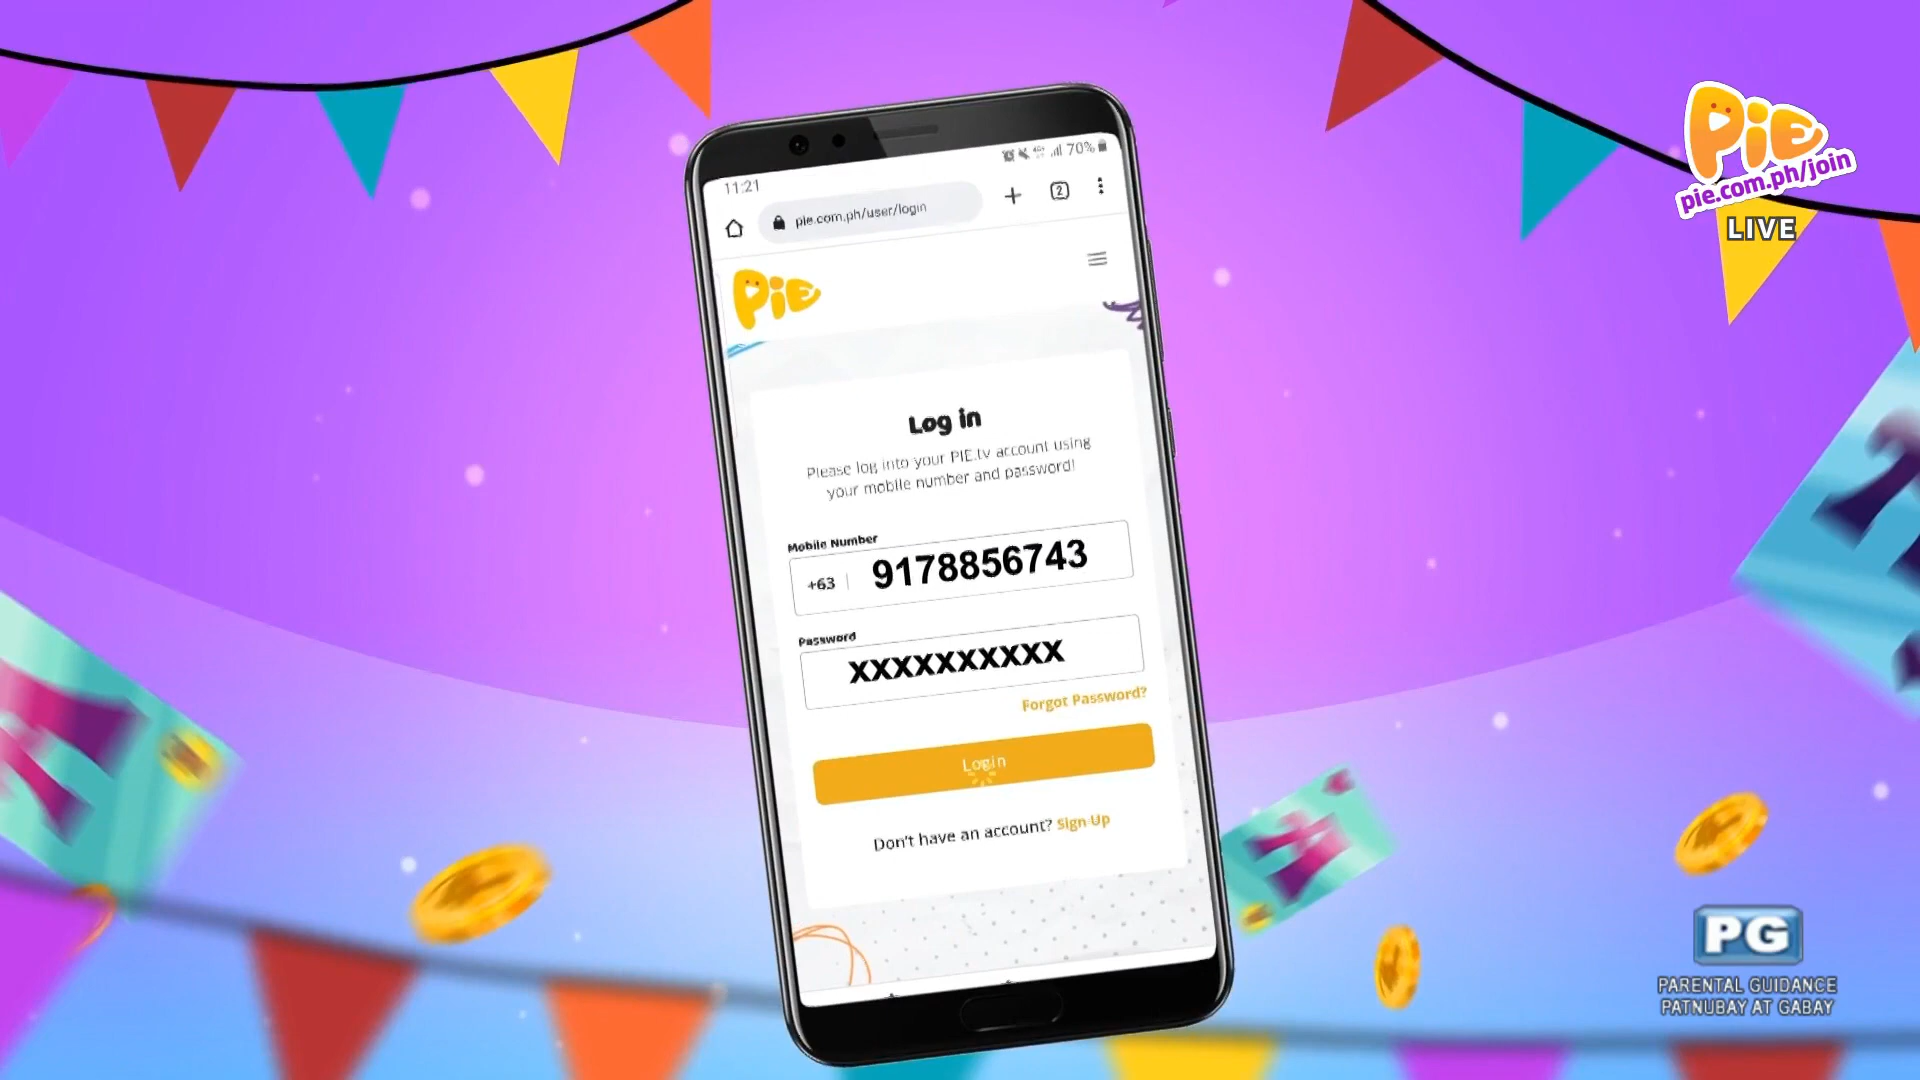 PiE
pie.com.ph/join
LIVE
11:21
70%
pie.com.ph/user/login
2
PiE
Log in
Please log into your PIE.tv account using
your mobile number and password!
Mobile Number
+63
9178856743
Password
XXXXXXXXXX
Forgot Password?
Login
Don't have an account? Sign Up
PG
PARENTAL GUIDANCE
PATNUBAY AT GABAY